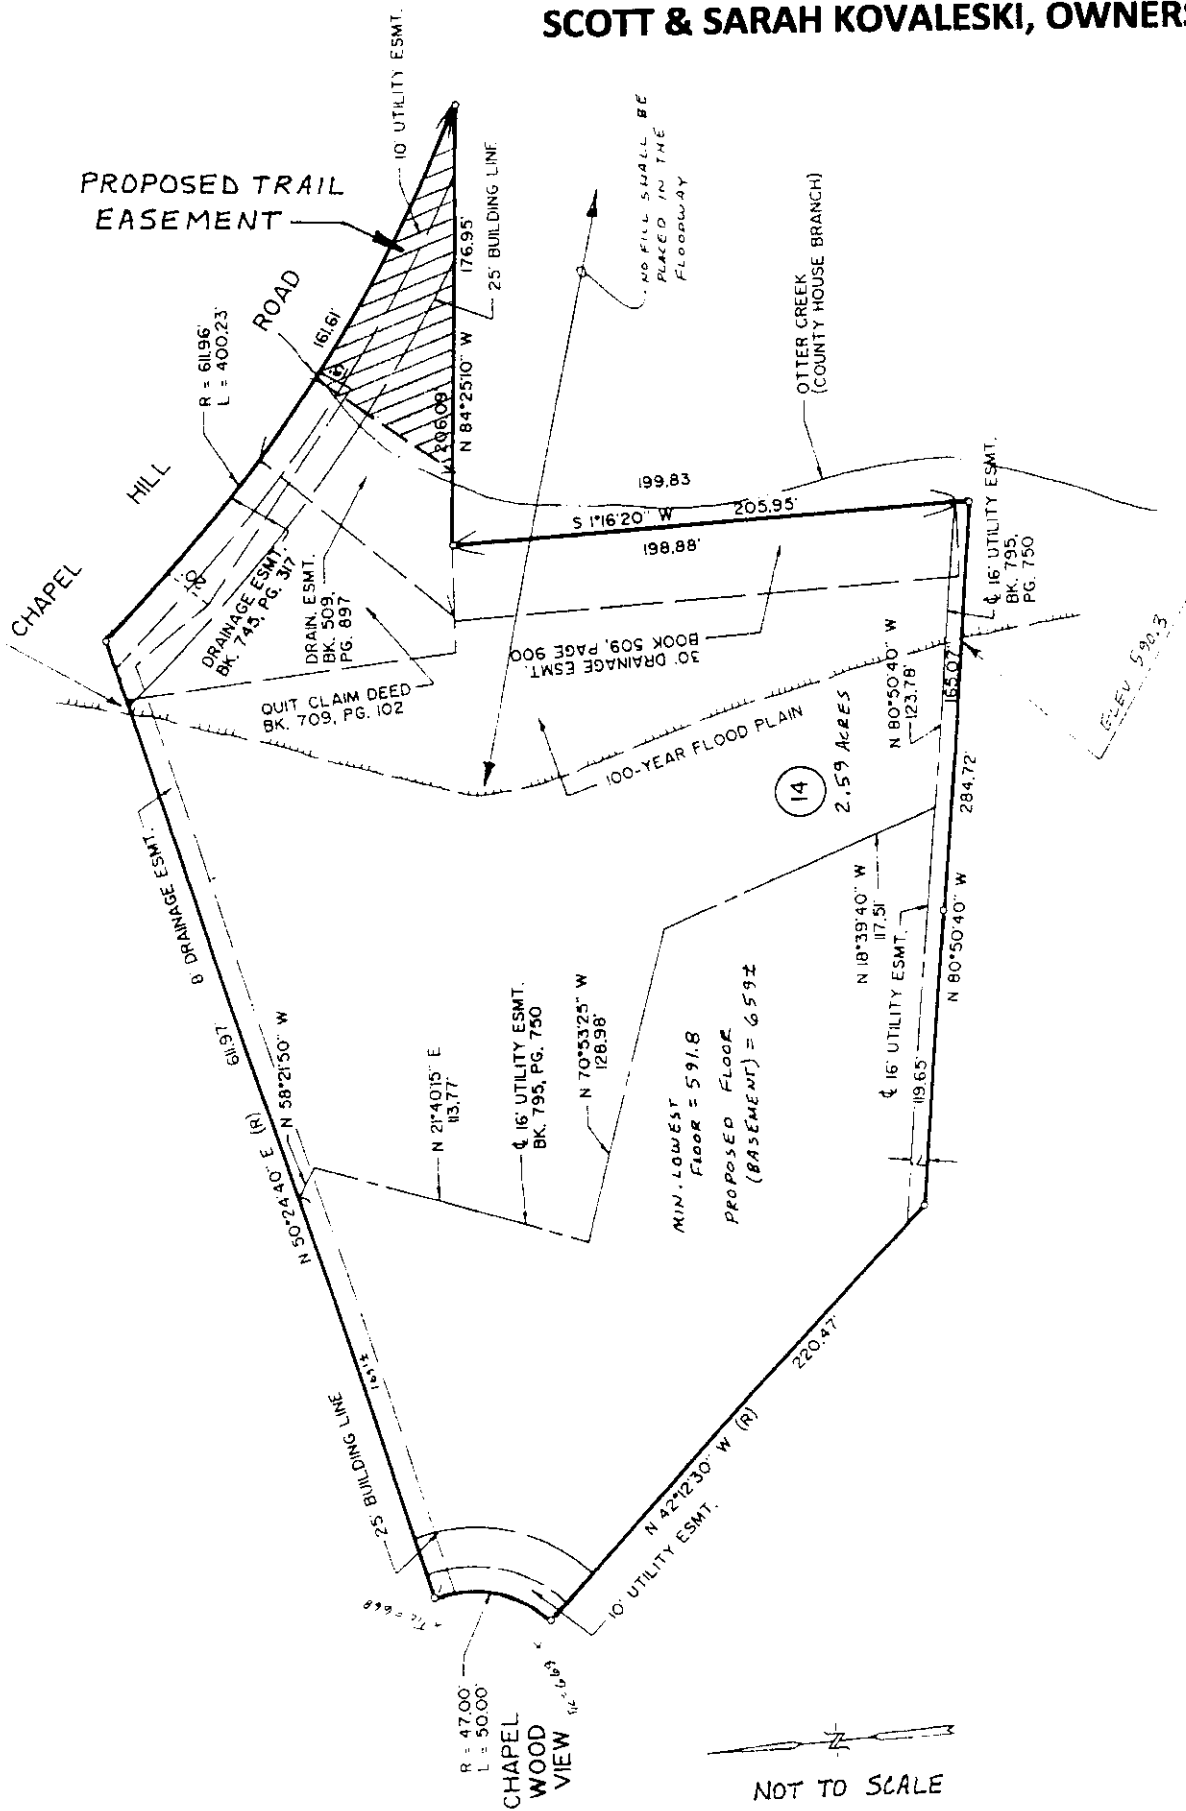 SCOTT & SARAH KOVALESKI, OWNERS
10' UTILITY ESMT.
PROPOSED TRAIL
EASEMENT
ROAD
161.61'
176.95'
25' BUILDING LINE
NO FILL SHALL BE
PLACED IN THE
FLOODWAY
R = 611.96'
L = 400.23'
HILL
CHAPEL
206.09'
N 84°25'10" W
OTTER CREEK
(COUNTY HOUSE BRANCH)
199.83
S 1°16'20" W
205.95'
198.88'
DRAINAGE ESMT.
BK. 745, PG. 317
DRAIN. ESMT.
BK. 509,
PG. 897
QUIT CLAIM DEED
BK. 709, PG. 102
30' DRAINAGE ESMT.
BOOK 509, PAGE 900
℄ 16' UTILITY ESMT.
BK. 795,
PG. 750
100-YEAR FLOOD PLAIN
14
2.59 ACRES
N 80°50'40" W
123.78'
165.07'
284.72'
ELEV 590.3
8' DRAINAGE ESMT.
611.97'
N 50°24'40" E (R)
N 58°21'50" W
N 21°40'15" E
113.77'
℄ 16' UTILITY ESMT.
BK. 795, PG. 750
N 70°53'25" W
128.98'
N 18°39'40" W
117.51'
℄ 16' UTILITY ESMT.
N 80°50'40" W
119.65'
MIN. LOWEST
FLOOR = 591.8
PROPOSED FLOOR
(BASEMENT) = 659±
25' BUILDING LINE
220.47'
N 42°12'30" W (R)
10' UTILITY ESMT.
R = 47.00'
L = 50.00'
CHAPEL
WOOD
VIEW
N
NOT TO SCALE